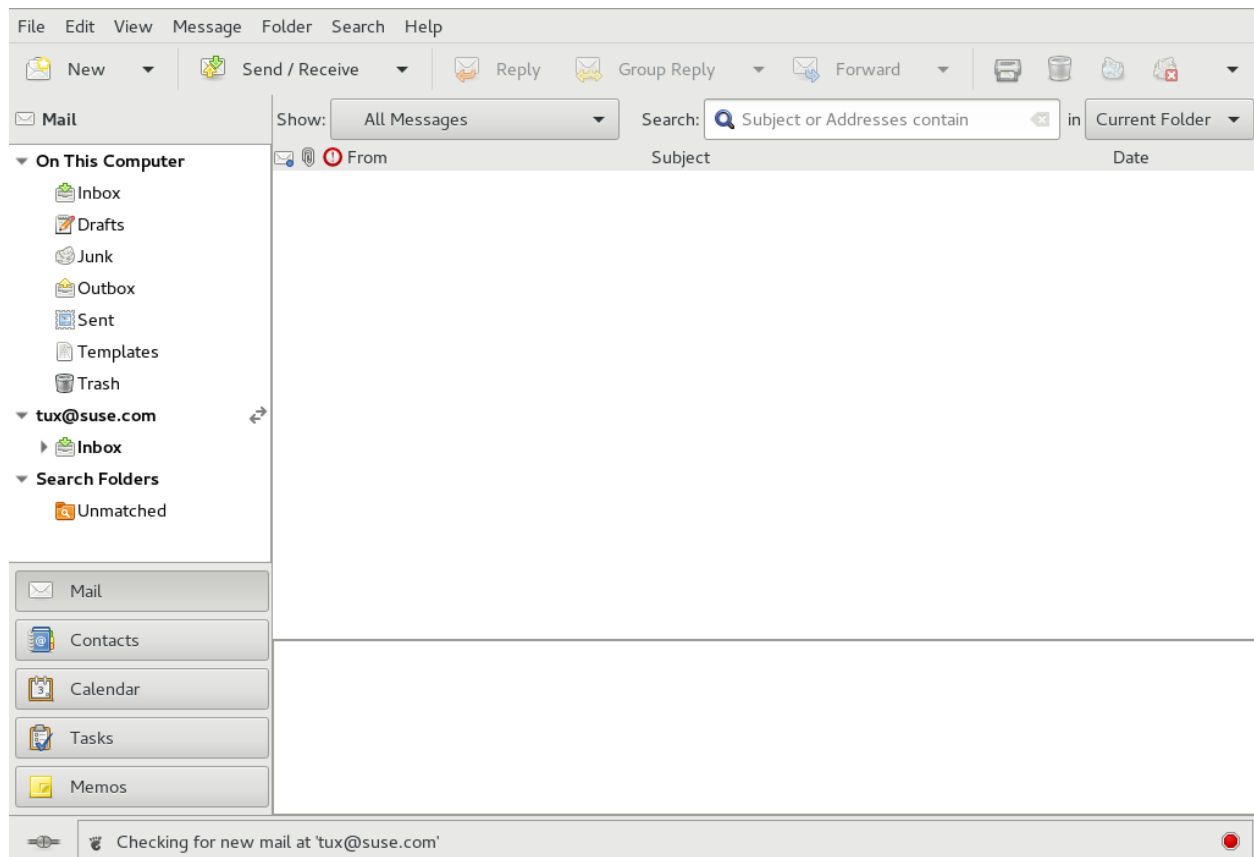 File Edit View Message Folder Search Help
New Send / Receive Reply Group Reply Forward
Mail Show: All Messages Search: Subject or Addresses contain in Current Folder
From Subject Date
On This Computer
Inbox
Drafts
Junk
Outbox
Sent
Templates
Trash
tux@suse.com
Inbox
Search Folders
Unmatched
Mail
Contacts
Calendar
Tasks
Memos
Checking for new mail at 'tux@suse.com'